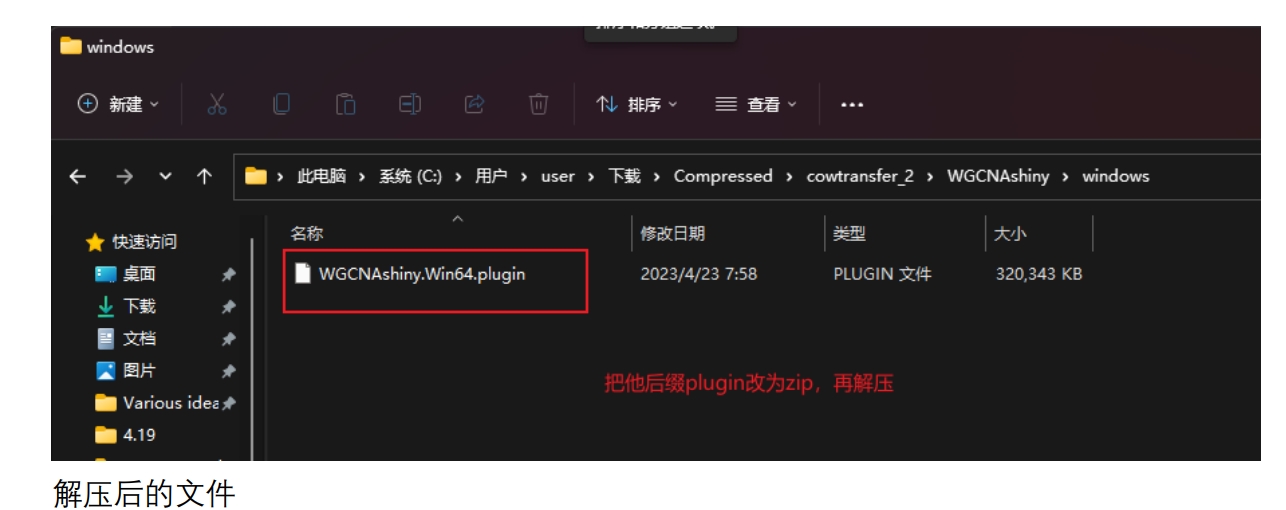 windows
新建
排序
查看
此电脑 › 系统 (C:) › 用户 › user › 下载 › Compressed › cowtransfer_2 › WGCNAshiny › windows
快速访问
名称 修改日期 类型 大小
WGCNAshiny.Win64.plugin 2023/4/23 7:58 PLUGIN 文件 320,343 KB
桌面
下载
文档
图片
Various idea
4.19
把他后缀plugin改为zip，再解压
解压后的文件